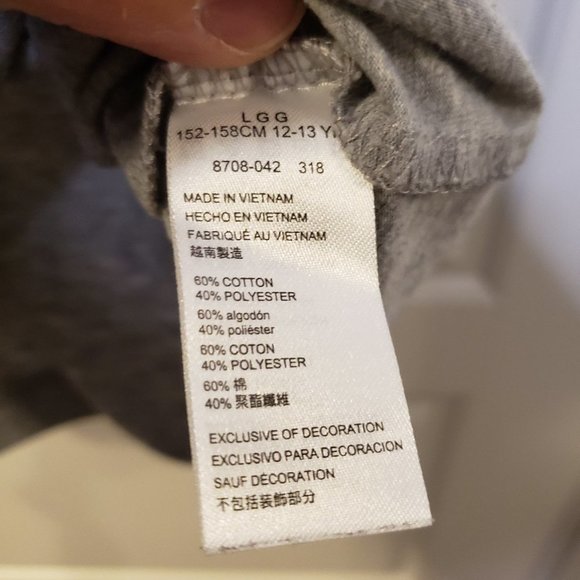 LGG
152-158CM 12-13
8708-042 318
MADE IN VIETNAM
HECHO EN VIETNAM
FABRIQUÉ AU VIETNAM
越南製造
60% COTTON
40% POLYESTER
60% algodón
40% poliéster
60% COTON
40% POLYESTER
60% 棉
40% 聚酯纖維
EXCLUSIVE OF DECORATION
EXCLUSIVO PARA DECORACION
SAUF DÉCORATION
不包括装飾部分